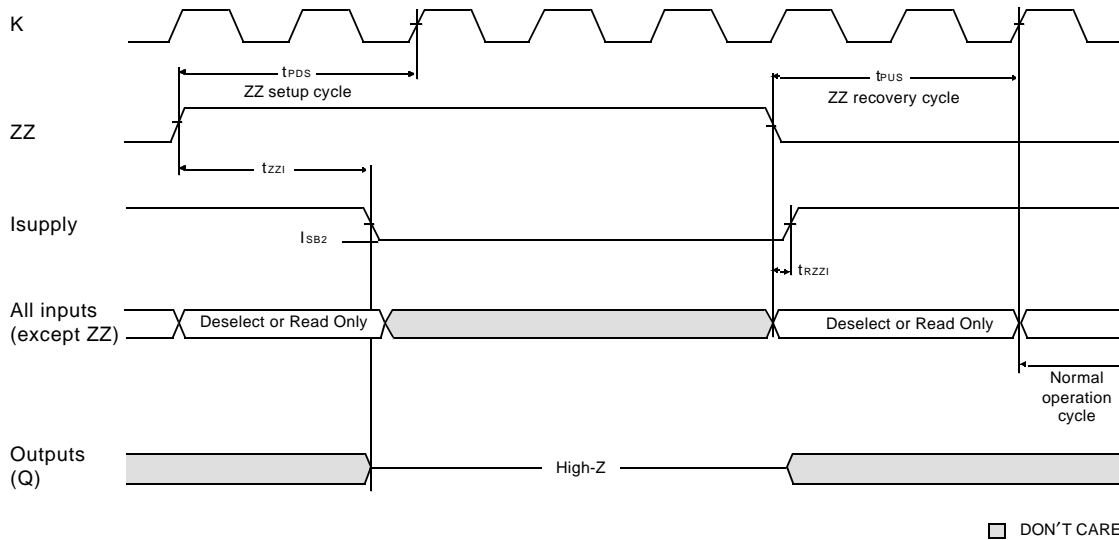 K
tPDS
ZZ setup cycle
tPUS
ZZ recovery cycle
ZZ
tZZI
Isupply
ISB2
tRZZI
All inputs
(except ZZ)
Deselect or Read Only
Deselect or Read Only
Normal
operation
cycle
Outputs
(Q)
High-Z
DON'T CARE